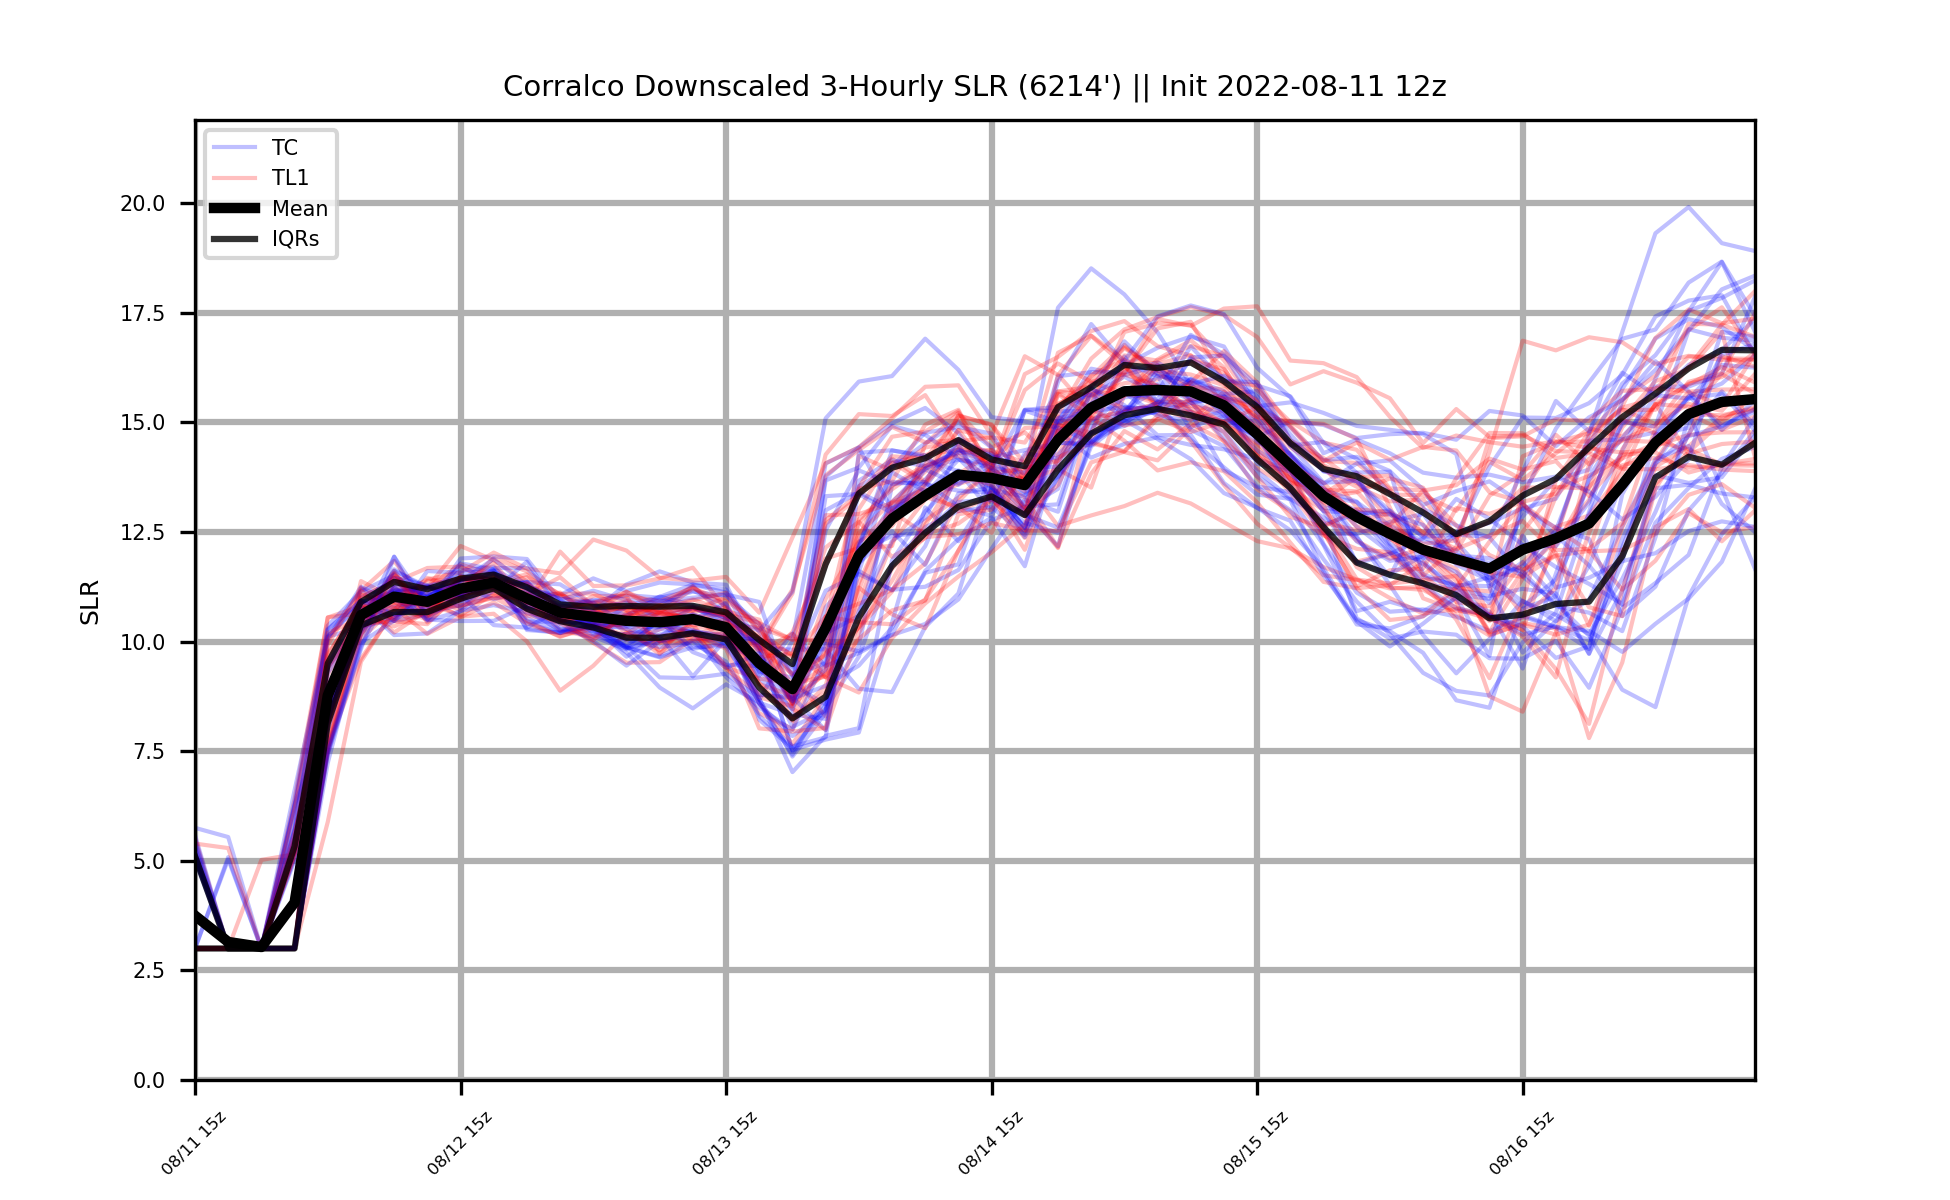 Corralco Downscaled 3-Hourly SLR (6214') || Init 2022-08-11 12z
TC
TL1
Mean
IQRs
20.0
17.5
15.0
12.5
10.0
7.5
5.0
2.5
0.0
SLR
08/11 15z
08/12 15z
08/13 15z
08/14 15z
08/15 15z
08/16 15z